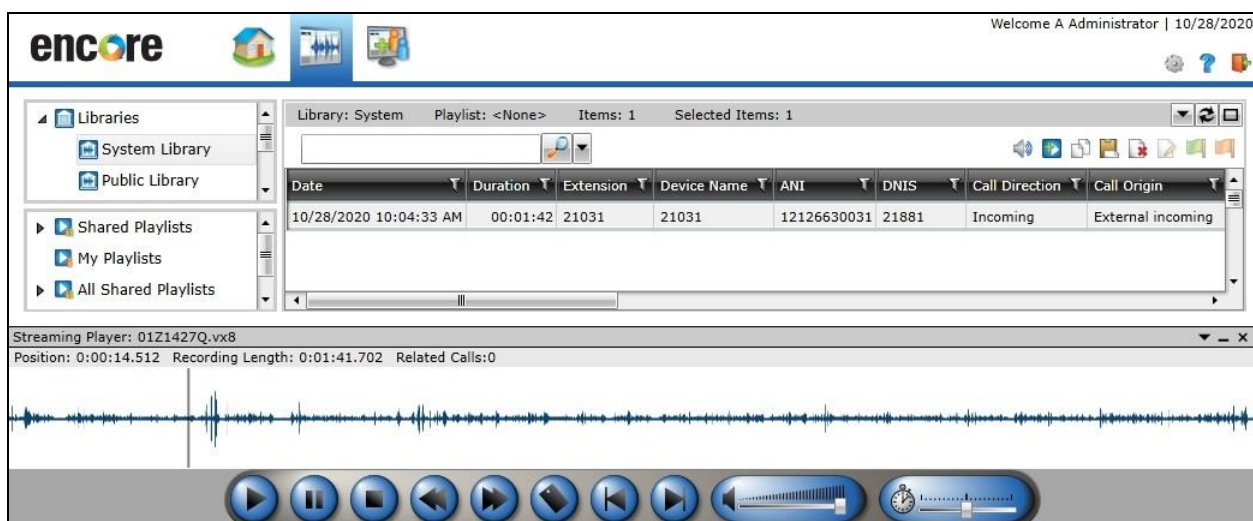 Welcome A Administrator | 10/28/2020
encore
Libraries
System Library
Public Library
Shared Playlists
My Playlists
All Shared Playlists
Library: System Playlist: <None> Items: 1 Selected Items: 1
Date Duration Extension Device Name ANI DNIS Call Direction Call Origin
10/28/2020 10:04:33 AM 00:01:42 21031 21031 12126630031 21881 Incoming External incoming
Streaming Player: 01Z1427Q.vx8
Position: 0:00:14.512 Recording Length: 0:01:41.702 Related Calls:0